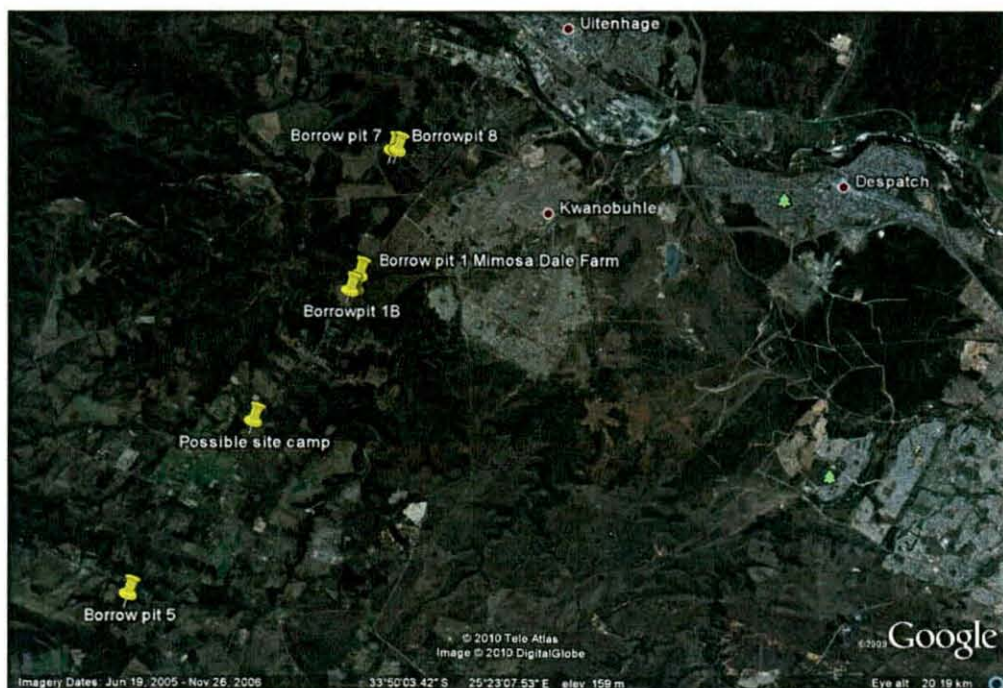 Uitenhage
Borrow pit 7
Borrowpit 8
Despatch
Kwanobuhle
Borrow pit 1 Mimosa Dale Farm
Borrowpit 1B
Possible site camp
Borrow pit 5
© 2010 Tele Atlas
Image © 2010 DigitalGlobe
©2009 Google
Imagery Dates: Jun 19, 2005 - Nov 26, 2006
33°50'03.42" S 25°23'07.53" E elev 159 m
Eye alt 20.19 km